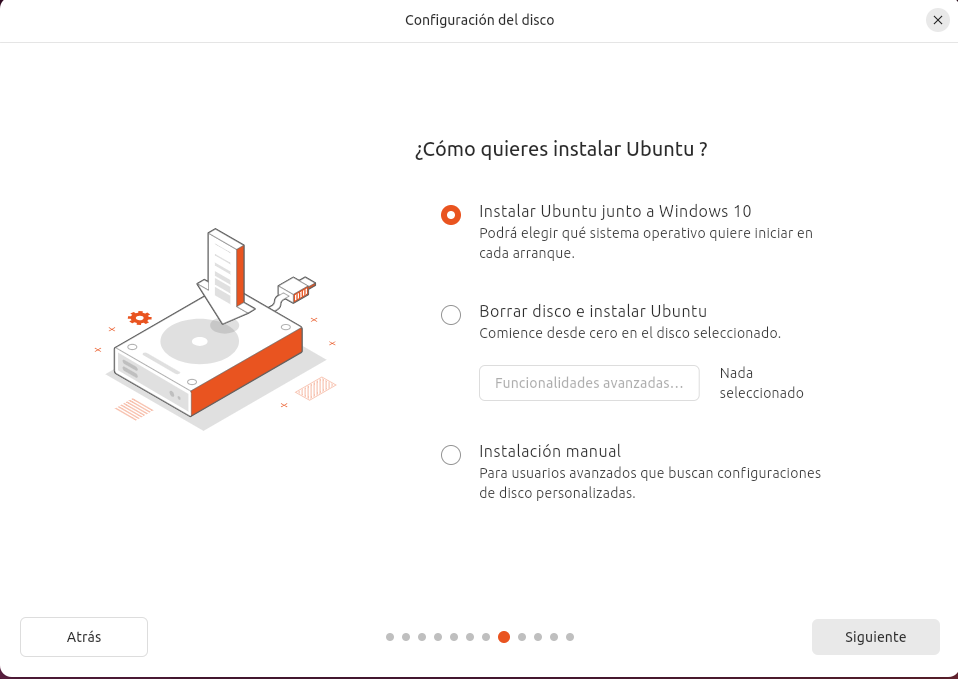 Configuración del disco
¿Cómo quieres instalar Ubuntu ?
Instalar Ubuntu junto a Windows 10
Podrá elegir qué sistema operativo quiere iniciar en
cada arranque.
Borrar disco e instalar Ubuntu
Comience desde cero en el disco seleccionado.
Funcionalidades avanzadas...
Nada
seleccionado
Instalación manual
Para usuarios avanzados que buscan configuraciones
de disco personalizadas.
Atrás
Siguiente